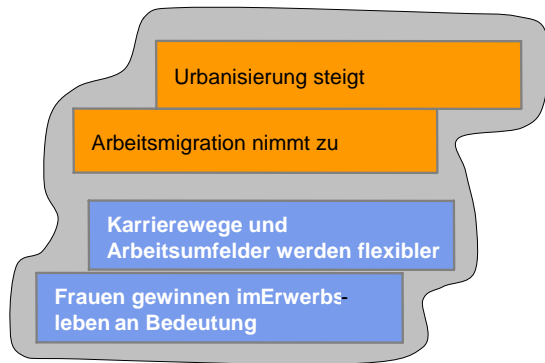 Urbanisierung steigt
Arbeitsmigration nimmt zu
Karrierewege und
Arbeitsumfelder werden flexibler
Frauen gewinnen imErwerbs-
leben an Bedeutung